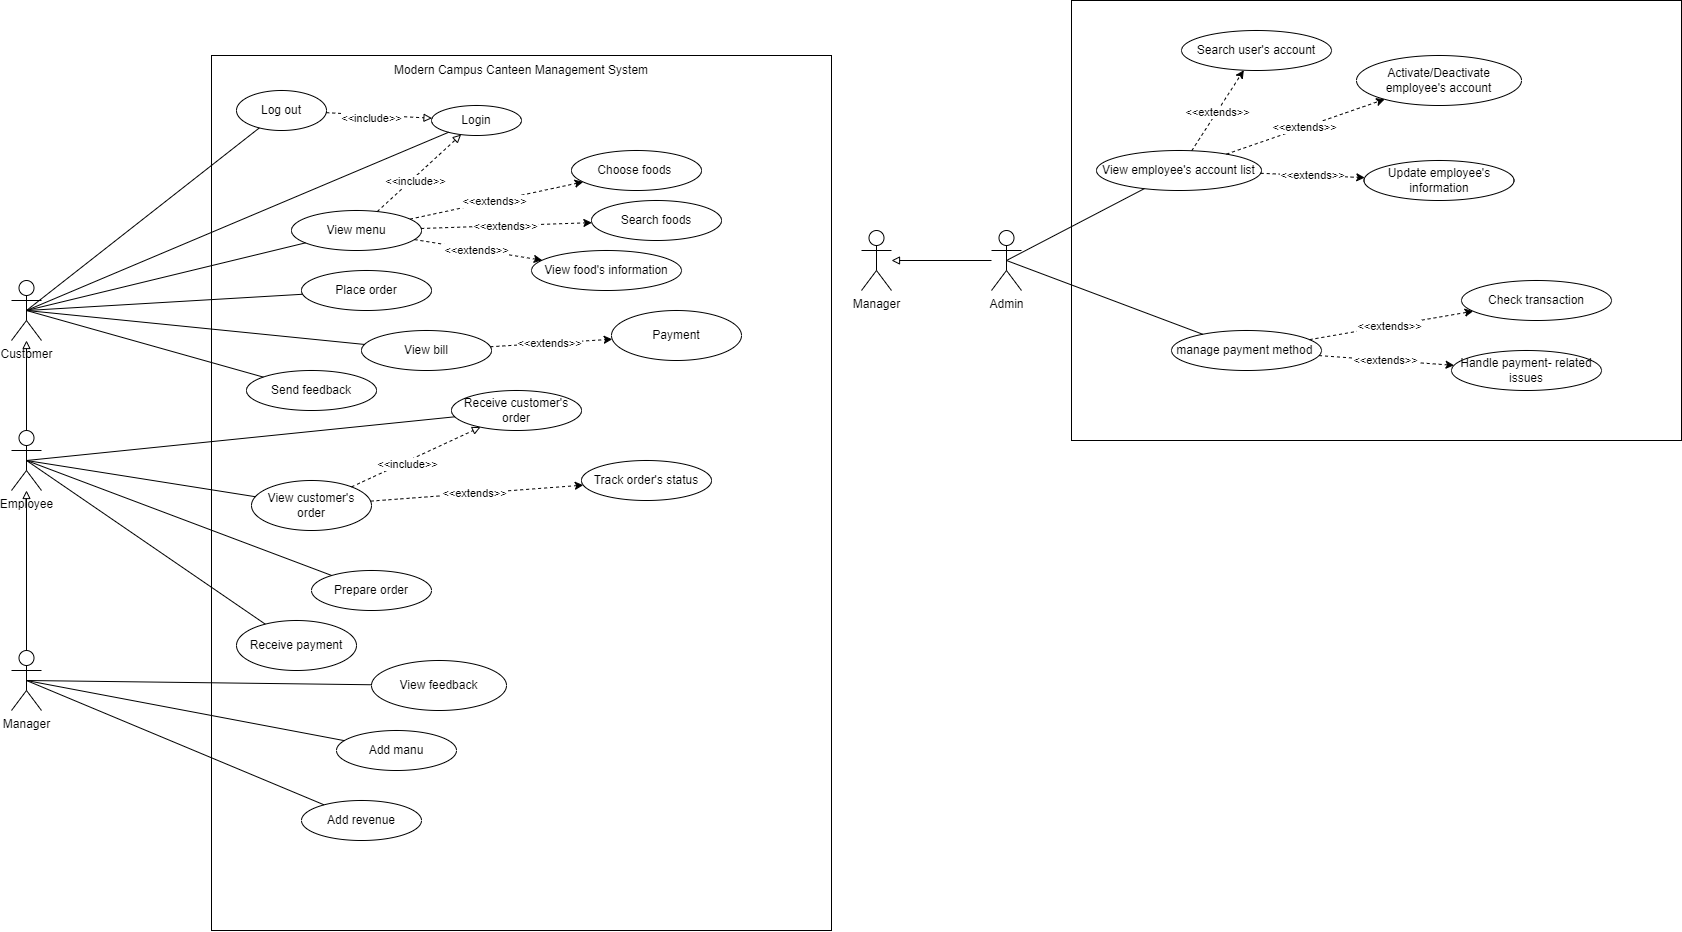 Modern Campus Canteen Management System
Log out
<<include>>
Login
<<include>>
Choose foods
<<extends>>
Search foods
<<extends>>
View menu
<<extends>>
View food's information
Place order
Customer
View bill
<<extends>>
Payment
Send feedback
Receive customer's
order
<<include>>
Employee
View customer's
order
<<extends>>
Track order's status
Prepare order
Receive payment
Manager
View feedback
Add manu
Add revenue
Search user's account
Activate/Deactivate
employee's account
<<extends>>
<<extends>>
View employee's account list
<<extends>>
Update employee's
information
Manager
Admin
Check transaction
<<extends>>
manage payment method
<<extends>>
Handle payment- related
issues